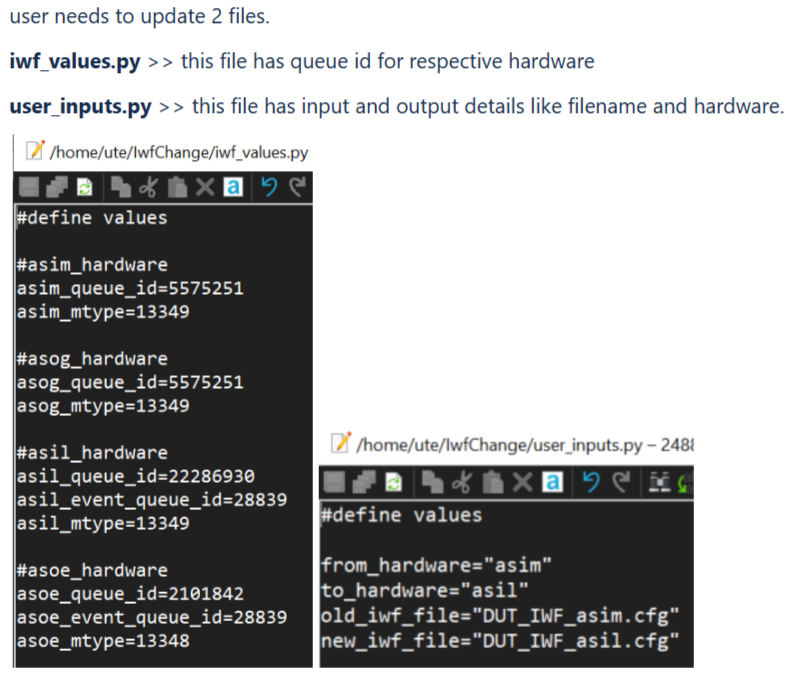 user needs to update 2 files.
iwf_values.py >> this file has queue id for respective hardware
user_inputs.py >> this file has input and output details like filename and hardware.
/home/ute/IwfChange/iwf_values.py
#define values
#asim_hardware
asim_queue_id=5575251
asim_mtype=13349
#asog_hardware
asog_queue_id=5575251
asog_mtype=13349
#asil_hardware
asil_queue_id=22286930
asil_event_queue_id=28839
asil_mtype=13349
#asoe_hardware
asoe_queue_id=2101842
asoe_event_queue_id=28839
asoe_mtype=13348
/home/ute/IwfChange/user_inputs.py – 2488
#define values
from_hardware="asim"
to_hardware="asil"
old_iwf_file="DUT_IWF_asim.cfg"
new_iwf_file="DUT_IWF_asil.cfg"